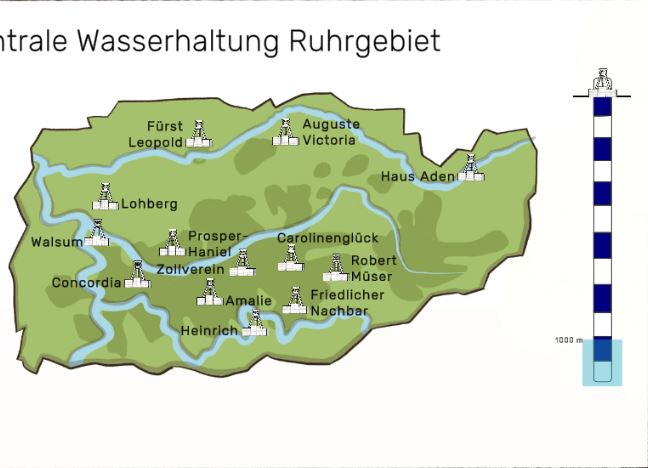 ntrale Wasserhaltung Ruhrgebiet
Fürst
Leopold
Auguste
Victoria
Haus Aden
Lohberg
Walsum
Prosper-
Haniel
Carolinenglück
Zollverein
Robert
Müser
Concordia
Amalie
Friedlicher
Nachbar
Heinrich
1000 m